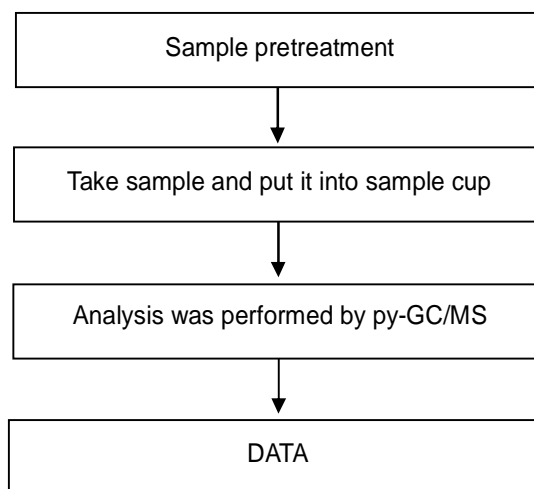 Sample pretreatment
Take sample and put it into sample cup
Analysis was performed by py-GC/MS
DATA